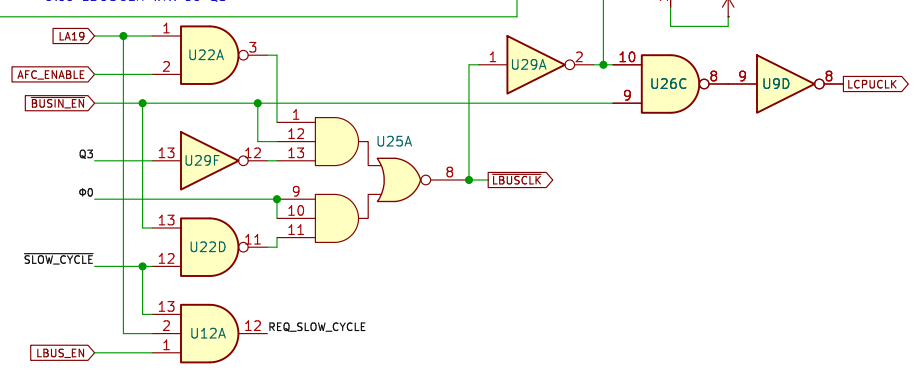 LA19
1
U22A
3
AFC_ENABLE
2
1
U29A
2
10
U26C
8
9
U9D
8
LCPUCLK
BUSIN_EN
9
1
12
13
U25A
Q3
13
U29F
12
8
LBUSCLK
Φ0
9
10
11
13
U22D
11
SLOW_CYCLE
12
13
2
U12A
12
REQ_SLOW_CYCLE
LBUS_EN
1